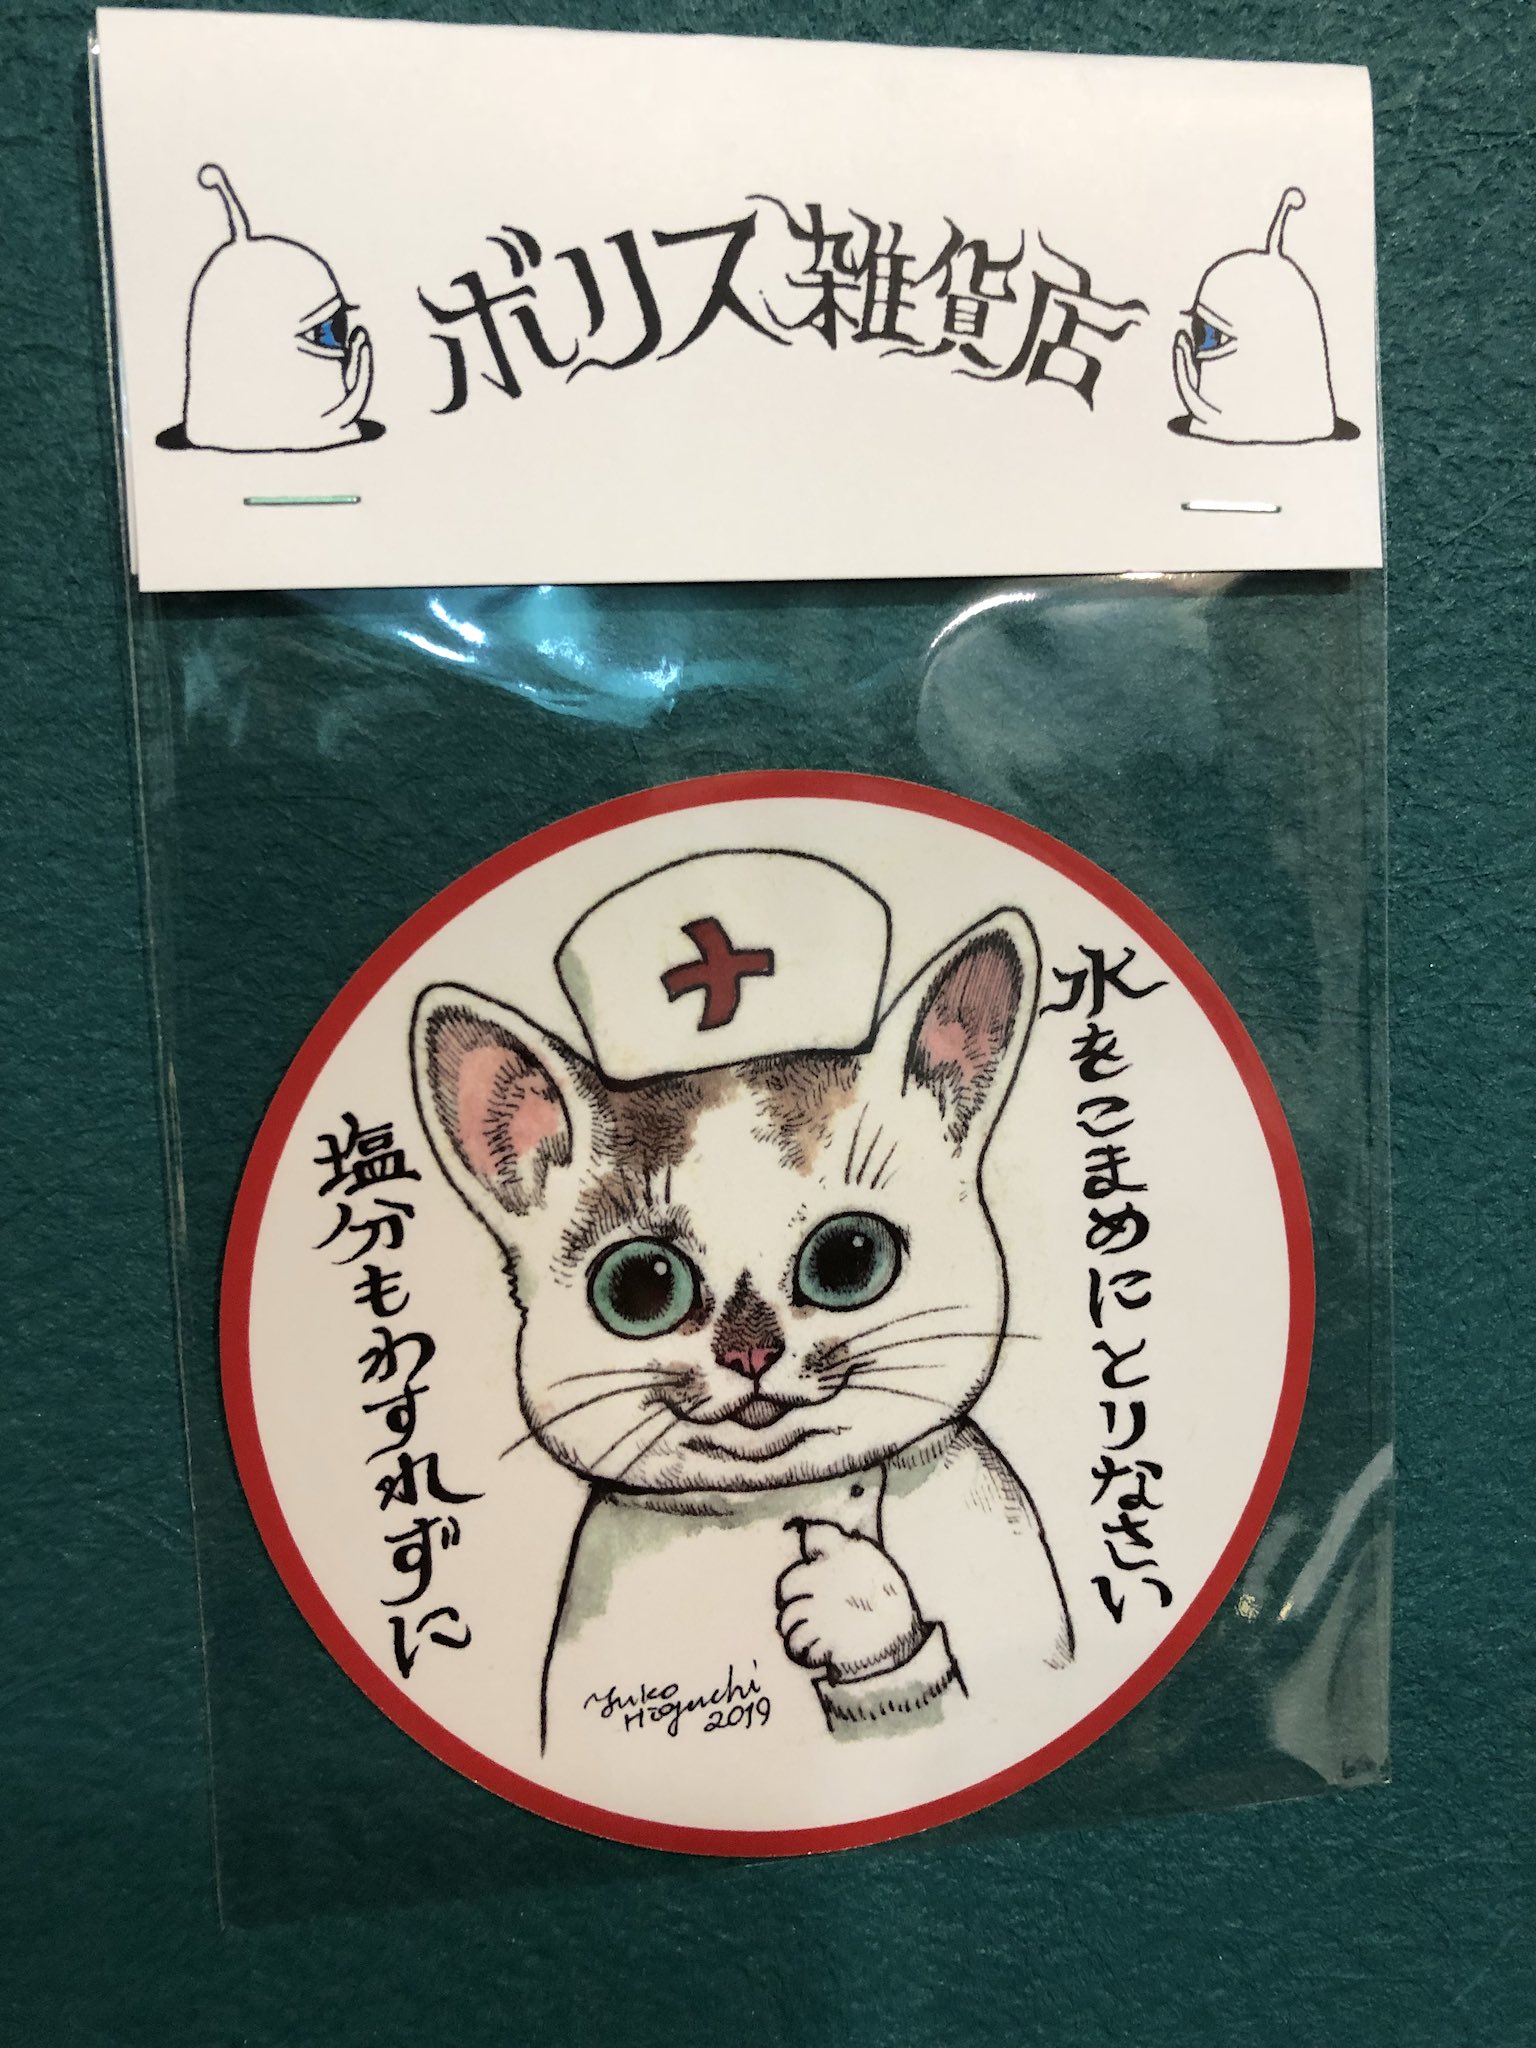 ボリス雑貨店
水をこまめにとりなさい
塩分もわすれずに
Yuko
Higuchi
2019